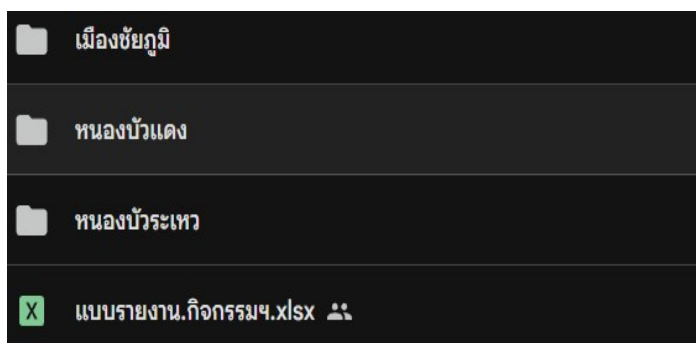 เมืองชัยภูมิ
หนองบัวแดง
หนองบัวระเหว
X แบบรายงาน.กิจกรรมฯ.xlsx